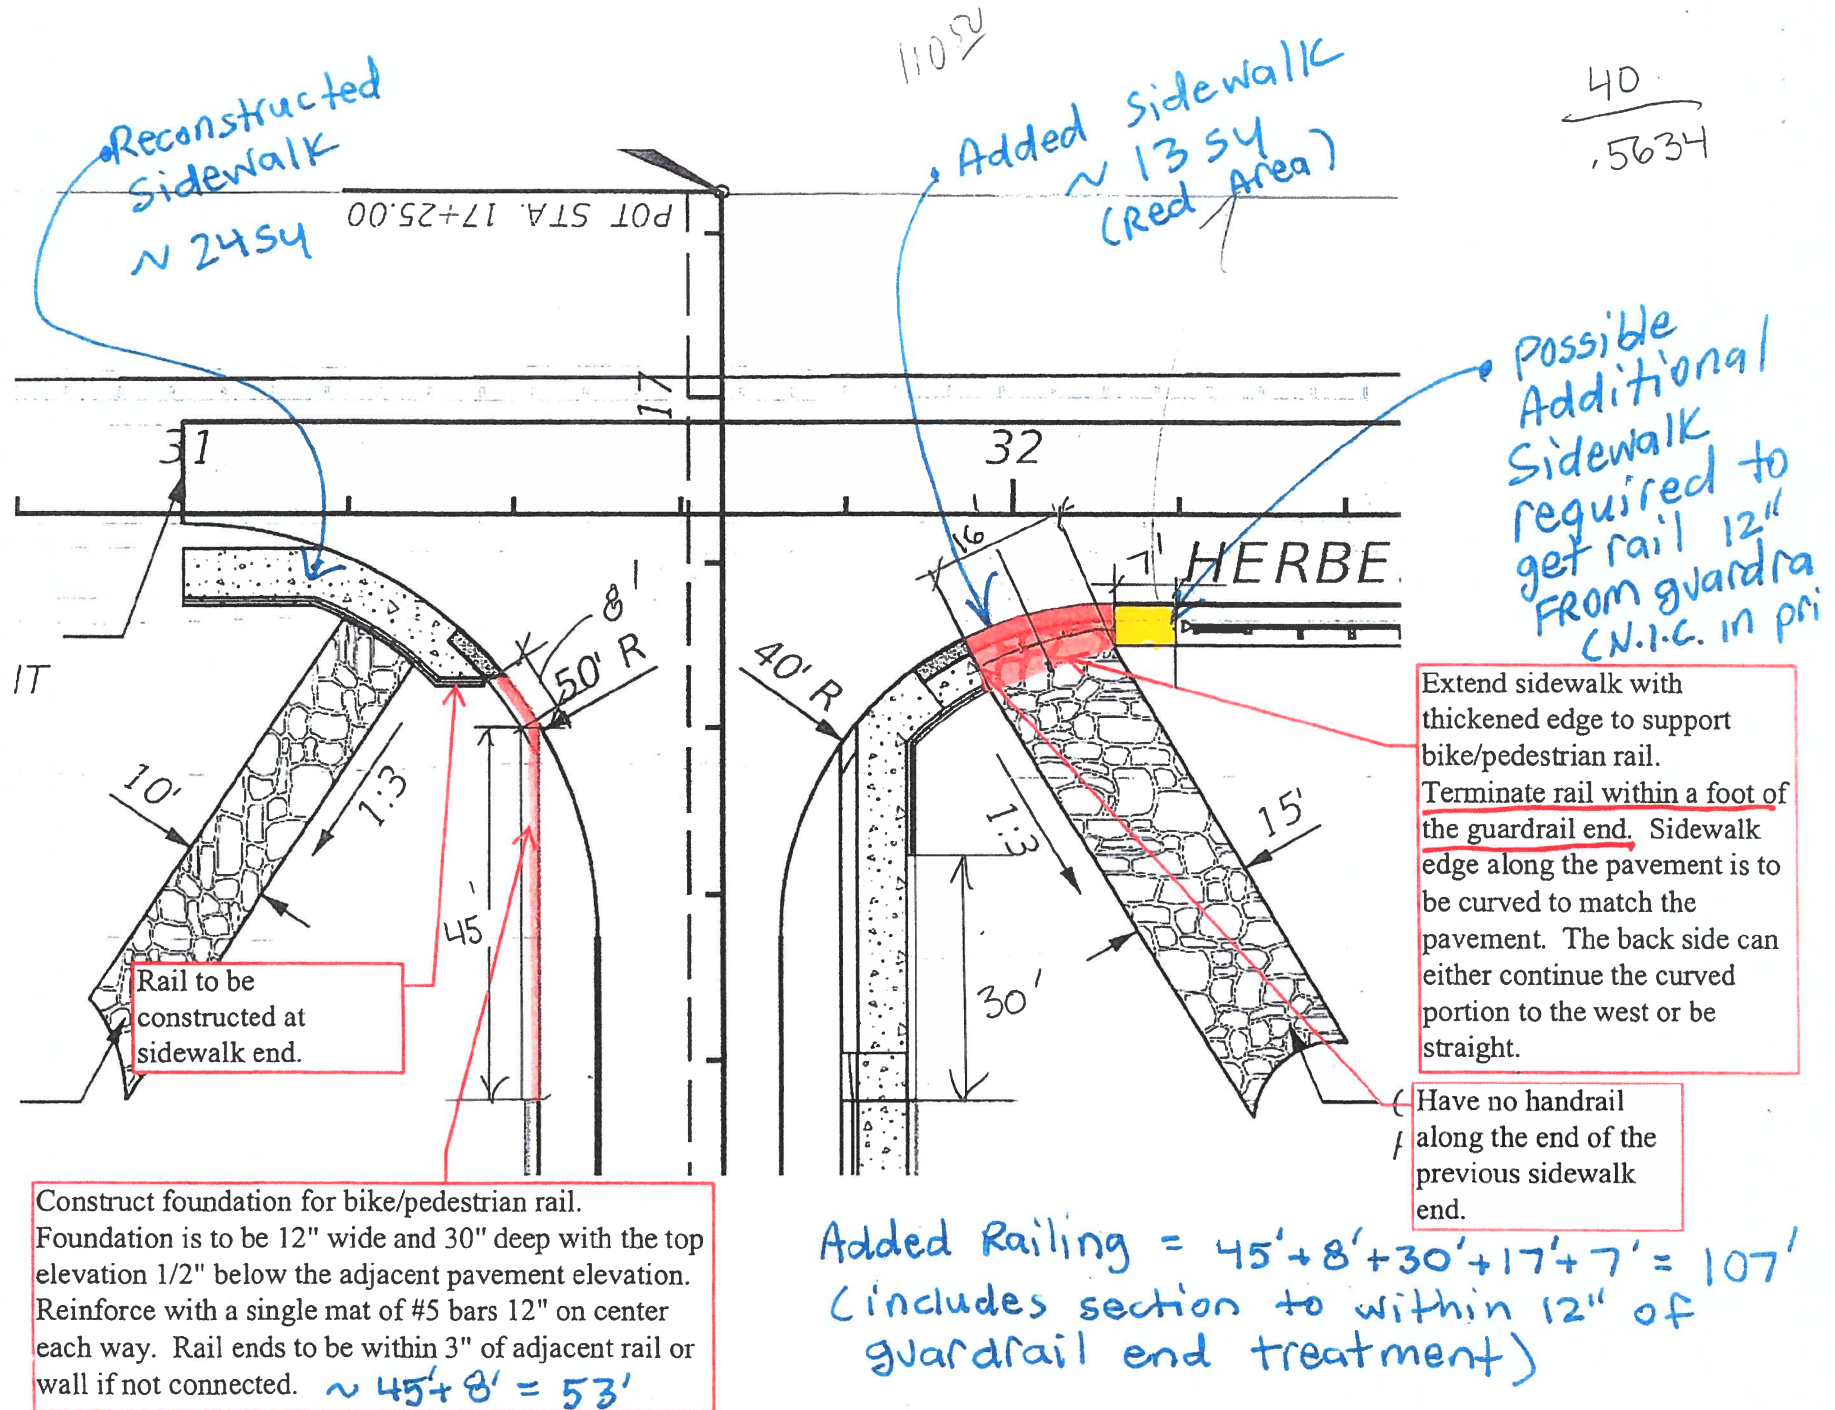 110 50
40
.5634
Reconstructed
Sidewalk
~ 24 SY
Added Sidewalk
~ 13 SY
(Red Area)
POT STA. 17+25.00
17
31
32
Possible
Additional
Sidewalk
required to
get rail 12"
FROM guardra
(N.I.C. in pri
16'
7'
HERBE
8'
50' R
40' R
IT
10'
1:3
45'
1:3
15'
30'
Extend sidewalk with
thickened edge to support
bike/pedestrian rail.
Terminate rail within a foot of
the guardrail end. Sidewalk
edge along the pavement is to
be curved to match the
pavement. The back side can
either continue the curved
portion to the west or be
straight.
Rail to be
constructed at
sidewalk end.
Have no handrail
along the end of the
previous sidewalk
end.
Construct foundation for bike/pedestrian rail.
Foundation is to be 12" wide and 30" deep with the top
elevation 1/2" below the adjacent pavement elevation.
Reinforce with a single mat of #5 bars 12" on center
each way. Rail ends to be within 3" of adjacent rail or
wall if not connected. ~ 45'+ 8' = 53'
Added Railing = 45'+8'+30'+17'+7' = 107'
(includes section to within 12" of
guardrail end treatment)